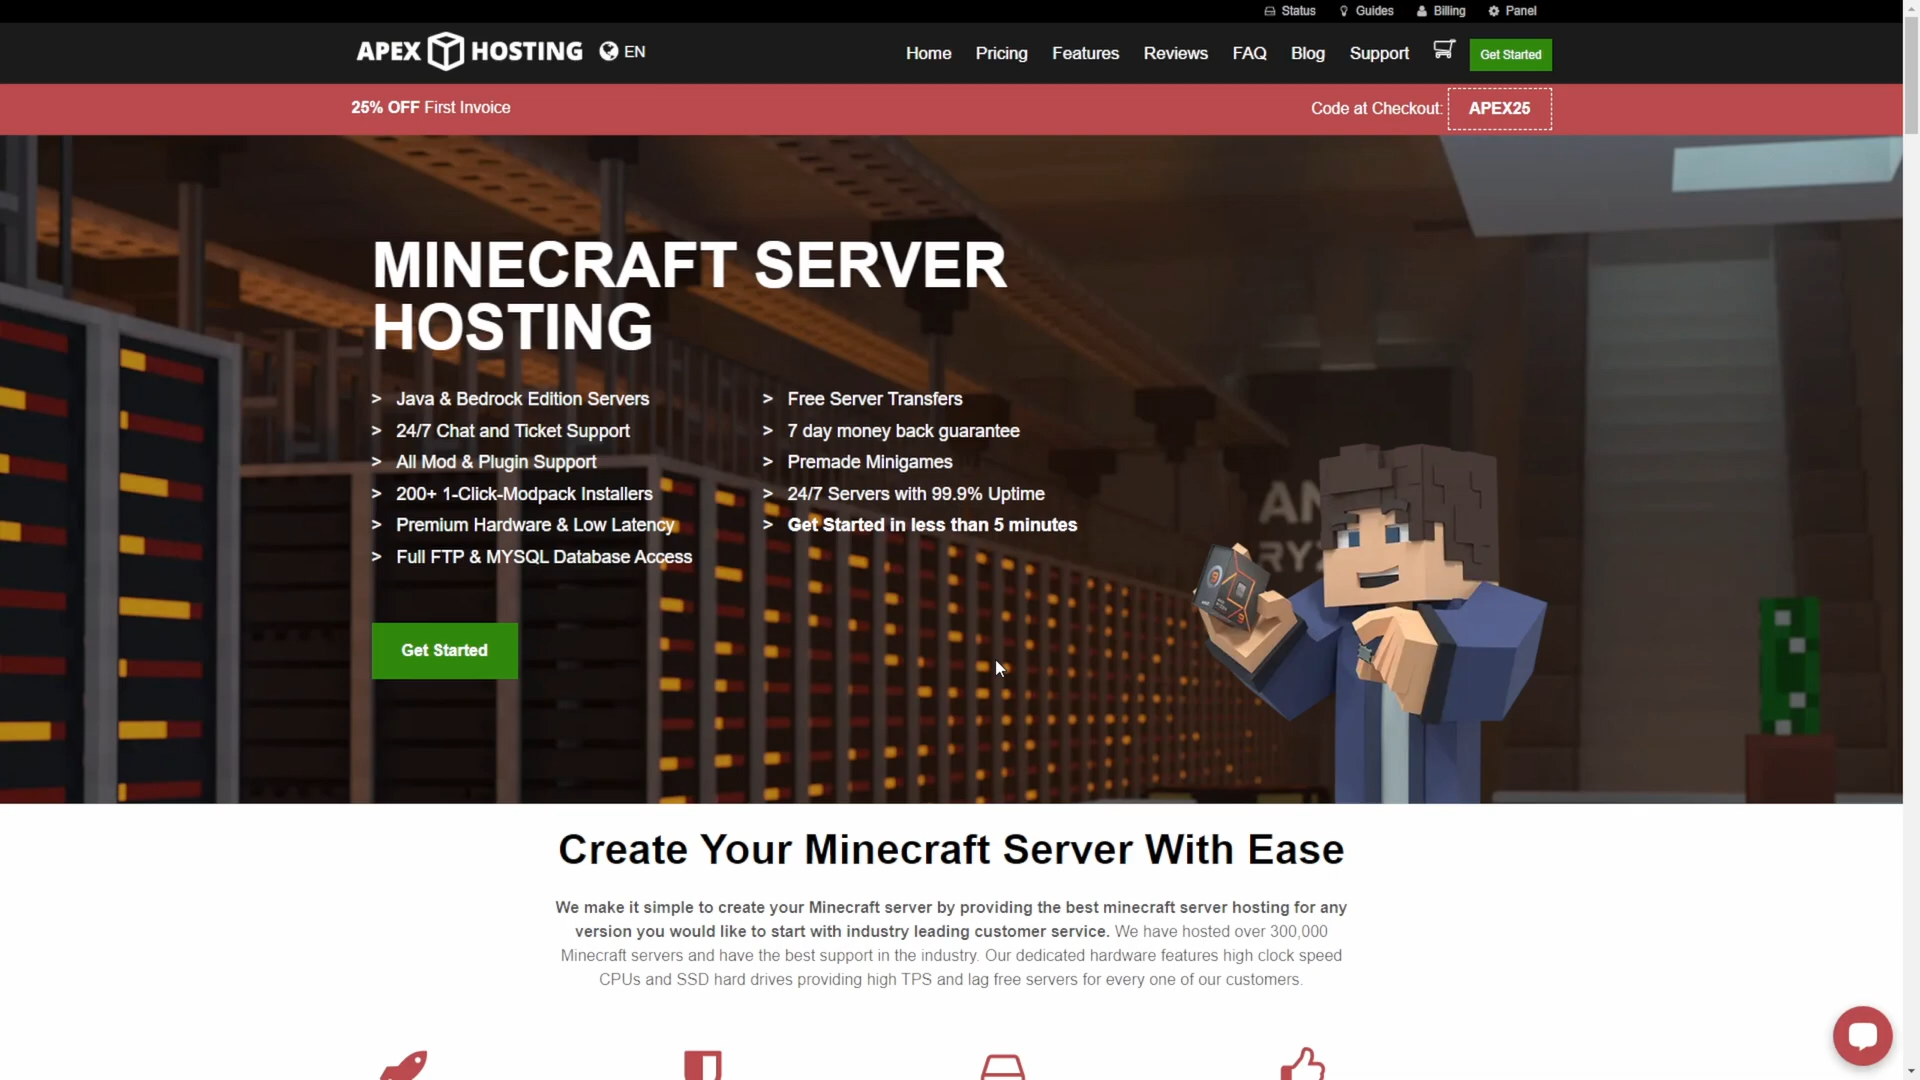 Status
Guides
Billing
Panel
APEX HOSTING
EN
Home
Pricing
Features
Reviews
FAQ
Blog
Support
Get Started
25% OFF First Invoice
Code at Checkout: APEX25
MINECRAFT SERVER
HOSTING
> Java & Bedrock Edition Servers
> 24/7 Chat and Ticket Support
> All Mod & Plugin Support
> 200+ 1-Click-Modpack Installers
> Premium Hardware & Low Latency
> Full FTP & MYSQL Database Access
> Free Server Transfers
> 7 day money back guarantee
> Premade Minigames
> 24/7 Servers with 99.9% Uptime
> Get Started in less than 5 minutes
Get Started
Create Your Minecraft Server With Ease
We make it simple to create your Minecraft server by providing the best minecraft server hosting for any
version you would like to start with industry leading customer service. We have hosted over 300,000
Minecraft servers and have the best support in the industry. Our dedicated hardware features high clock speed
CPUs and SSD hard drives providing high TPS and lag free servers for every one of our customers.